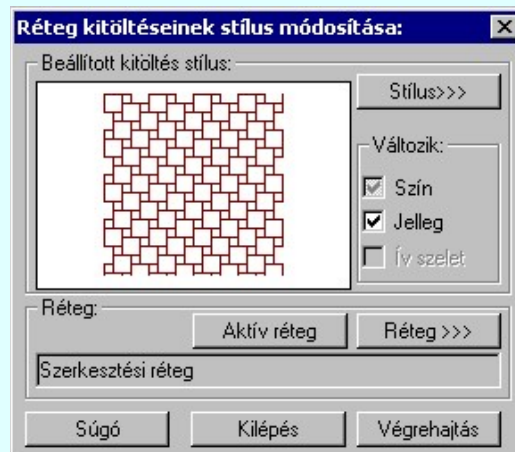 Réteg kitöltéseinek stílus módosítása:
Beállított kitöltés stílus:
Stílus>>>
Változik:
Szín
Jelleg
Ív szelet
Réteg:
Aktív réteg
Réteg >>>
Szerkesztési réteg
Súgó
Kilépés
Végrehajtás